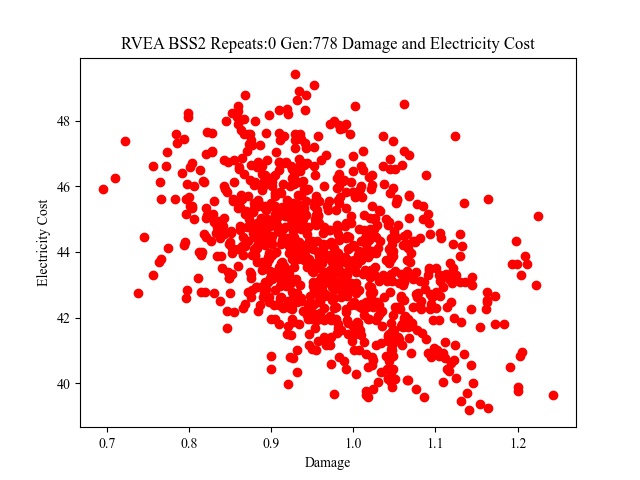 RVEA BSS2 Repeats:0 Gen:778 Damage and Electricity Cost
Electricity Cost
48
46
44
42
40
0.7 0.8 0.9 1.0 1.1 1.2
Damage